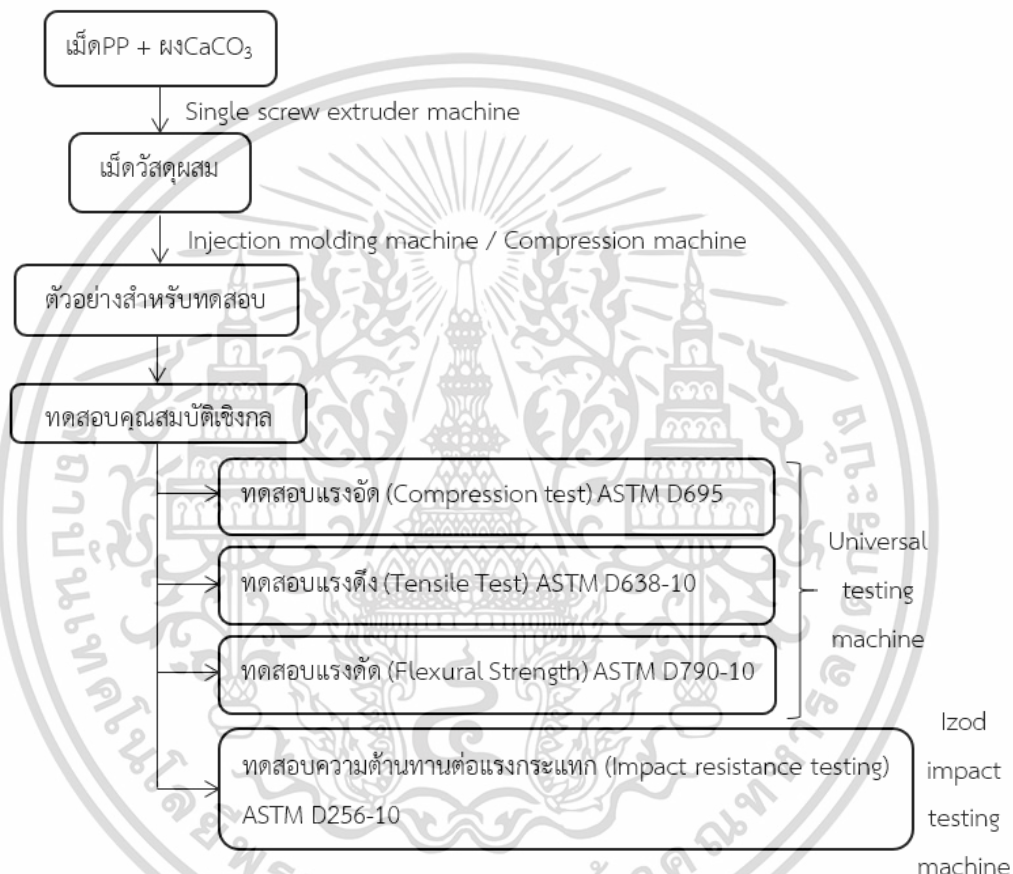 เม็ดPP + ผงCaCO₃
Single screw extruder machine
เม็ดวัสดุผสม
Injection molding machine / Compression machine
ตัวอย่างสำหรับทดสอบ
ทดสอบคุณสมบัติเชิงกล
ทดสอบแรงอัด (Compression test) ASTM D695
ทดสอบแรงดึง (Tensile Test) ASTM D638-10
ทดสอบแรงดัด (Flexural Strength) ASTM D790-10
Universal
testing
machine
ทดสอบความต้านทานต่อแรงกระแทก (Impact resistance testing)
ASTM D256-10
Izod
impact
testing
machine